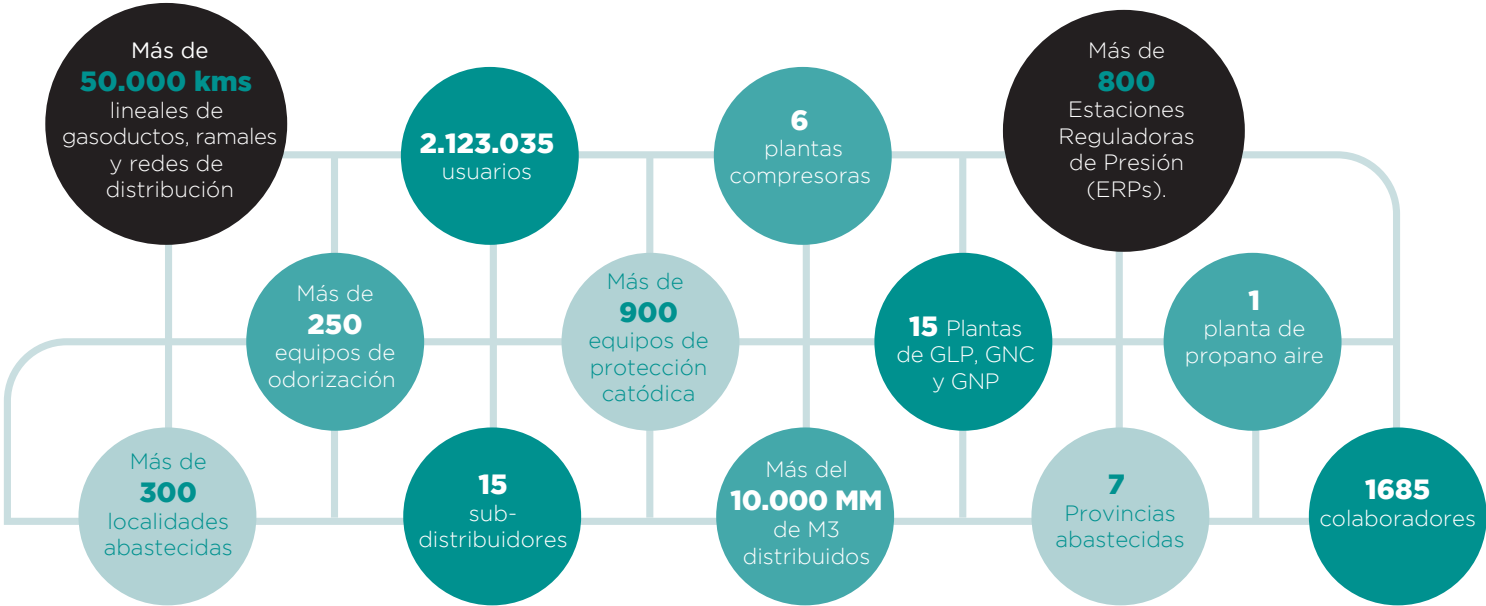 Más de
50.000 kms
lineales de
gasoductos, ramales
y redes de
distribución
2.123.035
usuarios
6
plantas
compresoras
Más de
800
Estaciones
Reguladoras
de Presión
(ERPs).
Más de
250
equipos de
odorización
Más de
900
equipos de
protección
catódica
15 Plantas
de GLP, GNC
y GNP
1
planta de
propano aire
Más de
300
localidades
abastecidas
15
sub-
distribuidores
Más del
10.000 MM
de M3
distribuidos
7
Provincias
abastecidas
1685
colaboradores